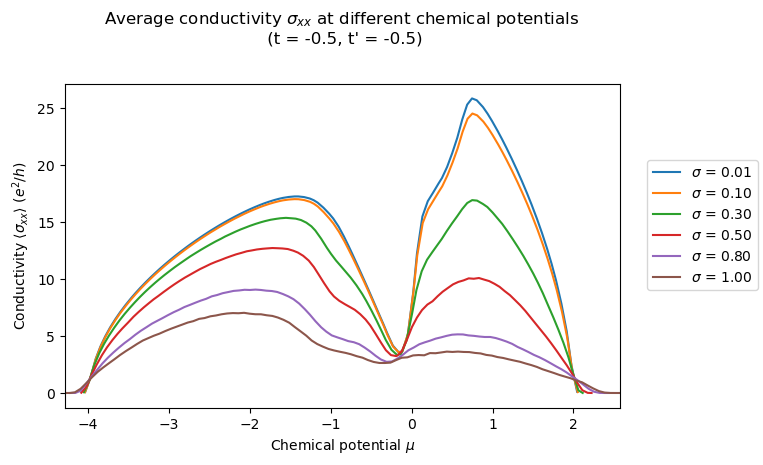 Average conductivity σxx at different chemical potentials
(t = -0.5, t' = -0.5)
Conductivity ⟨σxx⟩ (e²/h)
25
20
15
10
5
0
−4
−3
−2
−1
0
1
2
Chemical potential μ
σ = 0.01
σ = 0.10
σ = 0.30
σ = 0.50
σ = 0.80
σ = 1.00